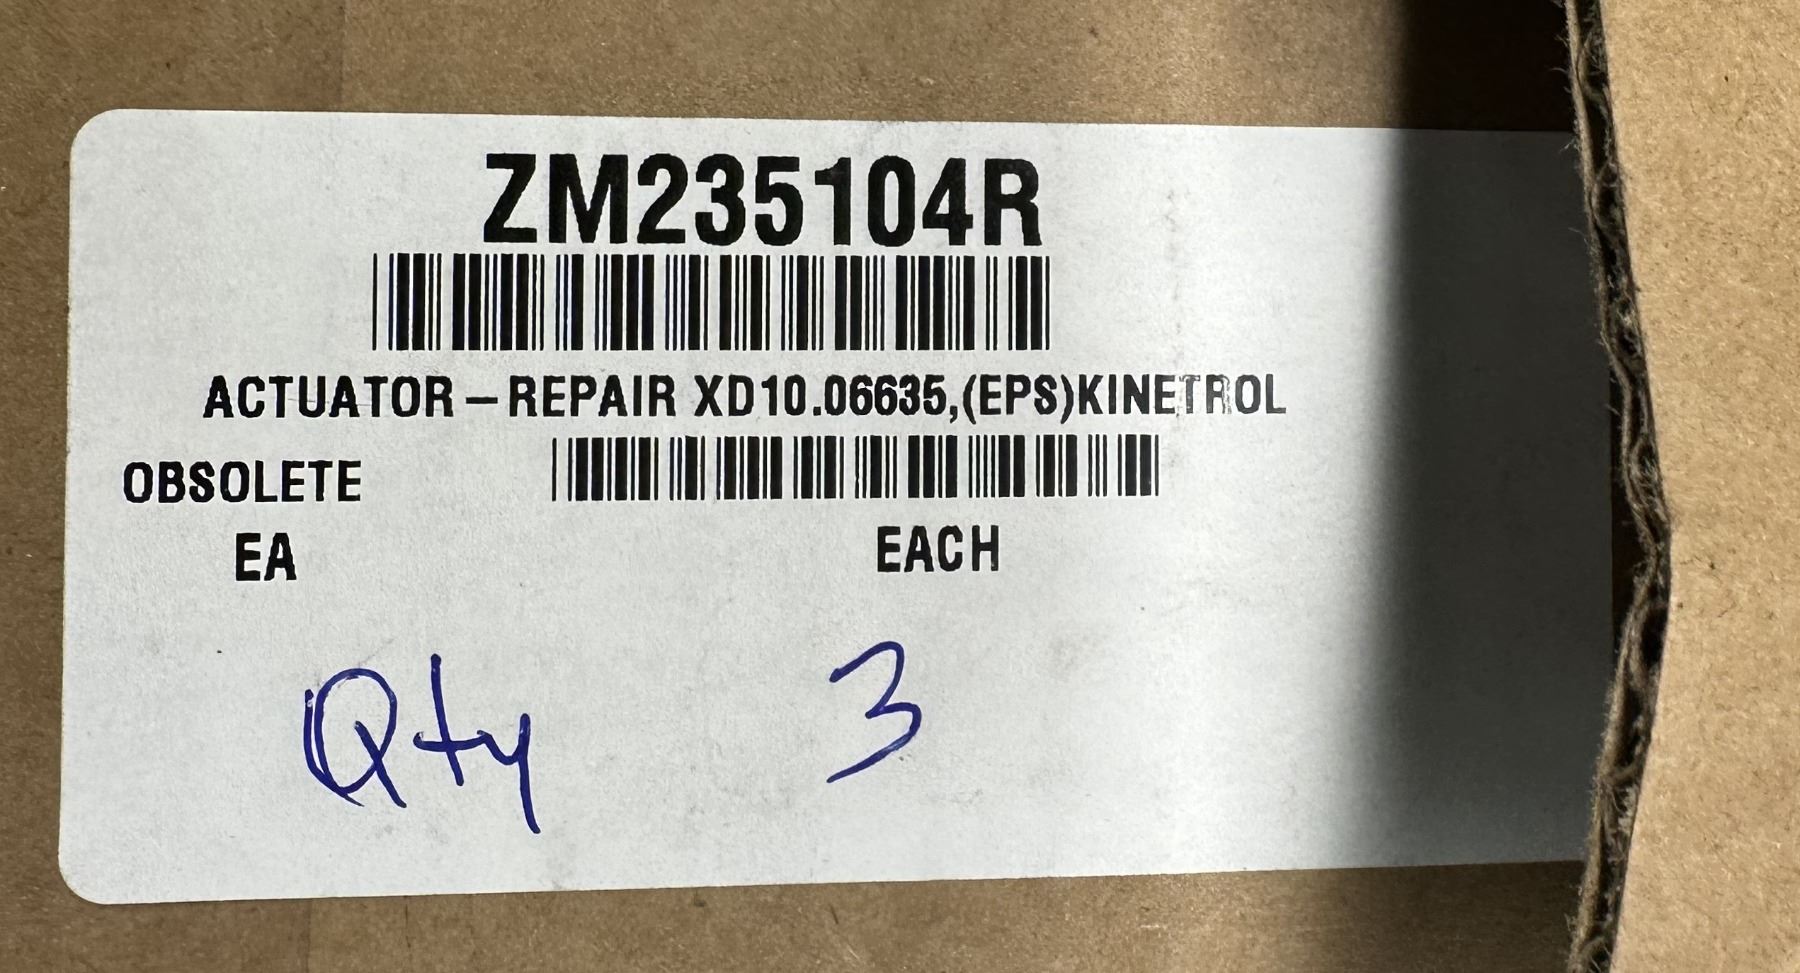 ZM235104R
ACTUATOR-REPAIR XD10.06635,(EPS)KINETROL
OBSOLETE
EA EACH
Qty 3